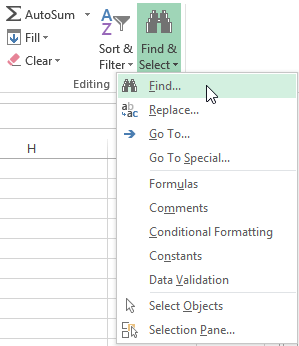 AutoSum
Fill
Clear
Sort &
Filter
Find &
Select
Editing
H
Find...
Replace...
Go To...
Go To Special...
Formulas
Comments
Conditional Formatting
Constants
Data Validation
Select Objects
Selection Pane...